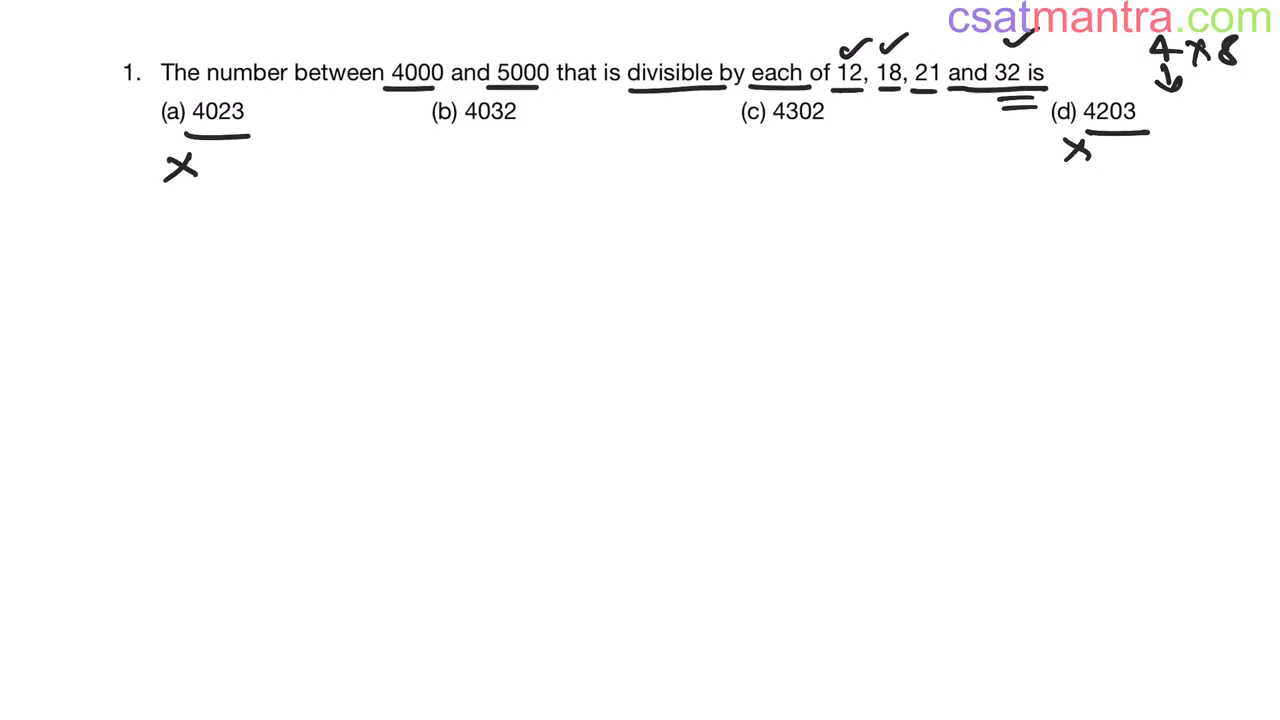 csatmantra.com
4 x 8
1. The number between 4000 and 5000 that is divisible by each of 12, 18, 21 and 32 is
(a) 4023 (b) 4032 (c) 4302 (d) 4203